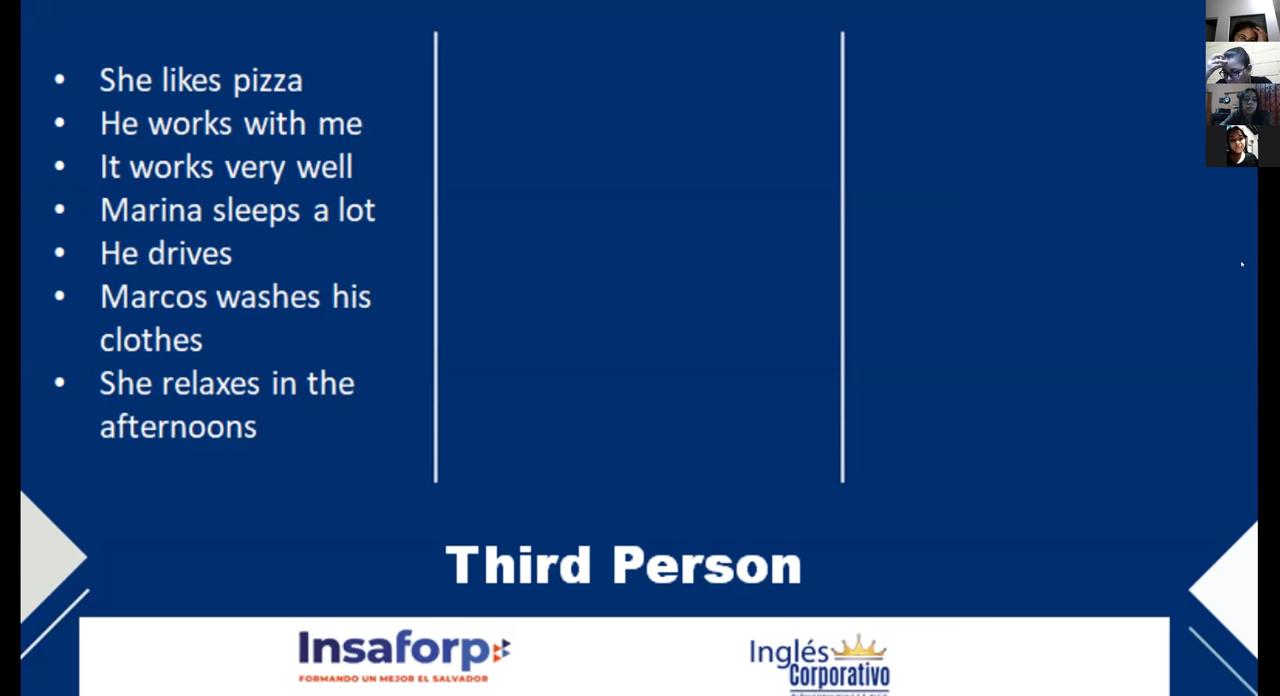 • She likes pizza
• He works with me
• It works very well
• Marina sleeps a lot
• He drives
• Marcos washes his
clothes
• She relaxes in the
afternoons
Third Person
Insaforp
FORMANDO UN MEJOR EL SALVADOR
Inglés
Corporativo